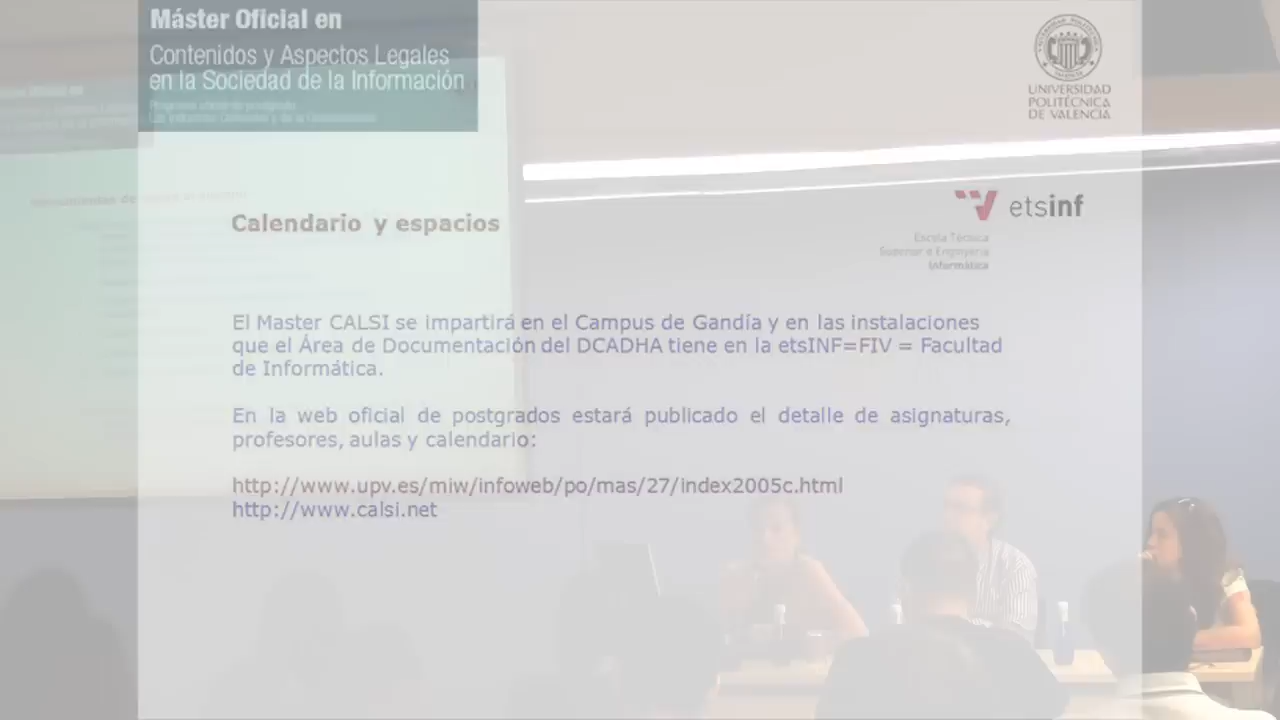 Máster Oficial en
Contenidos y Aspectos Legales
en la Sociedad de la Información
UNIVERSIDAD
POLITÉCNICA
DE VALENCIA
etsinf
Escola Tècnica
Superior d'Enginyeria
Informàtica
Calendario y espacios
El Master CALSI se impartirá en el Campus de Gandía y en las instalaciones
que el Área de Documentación del DCADHA tiene en la etsINF=FIV = Facultad
de Informática.
En la web oficial de postgrados estará publicado el detalle de asignaturas,
profesores, aulas y calendario:
http://www.upv.es/miw/infoweb/po/mas/27/index2005c.html
http://www.calsi.net